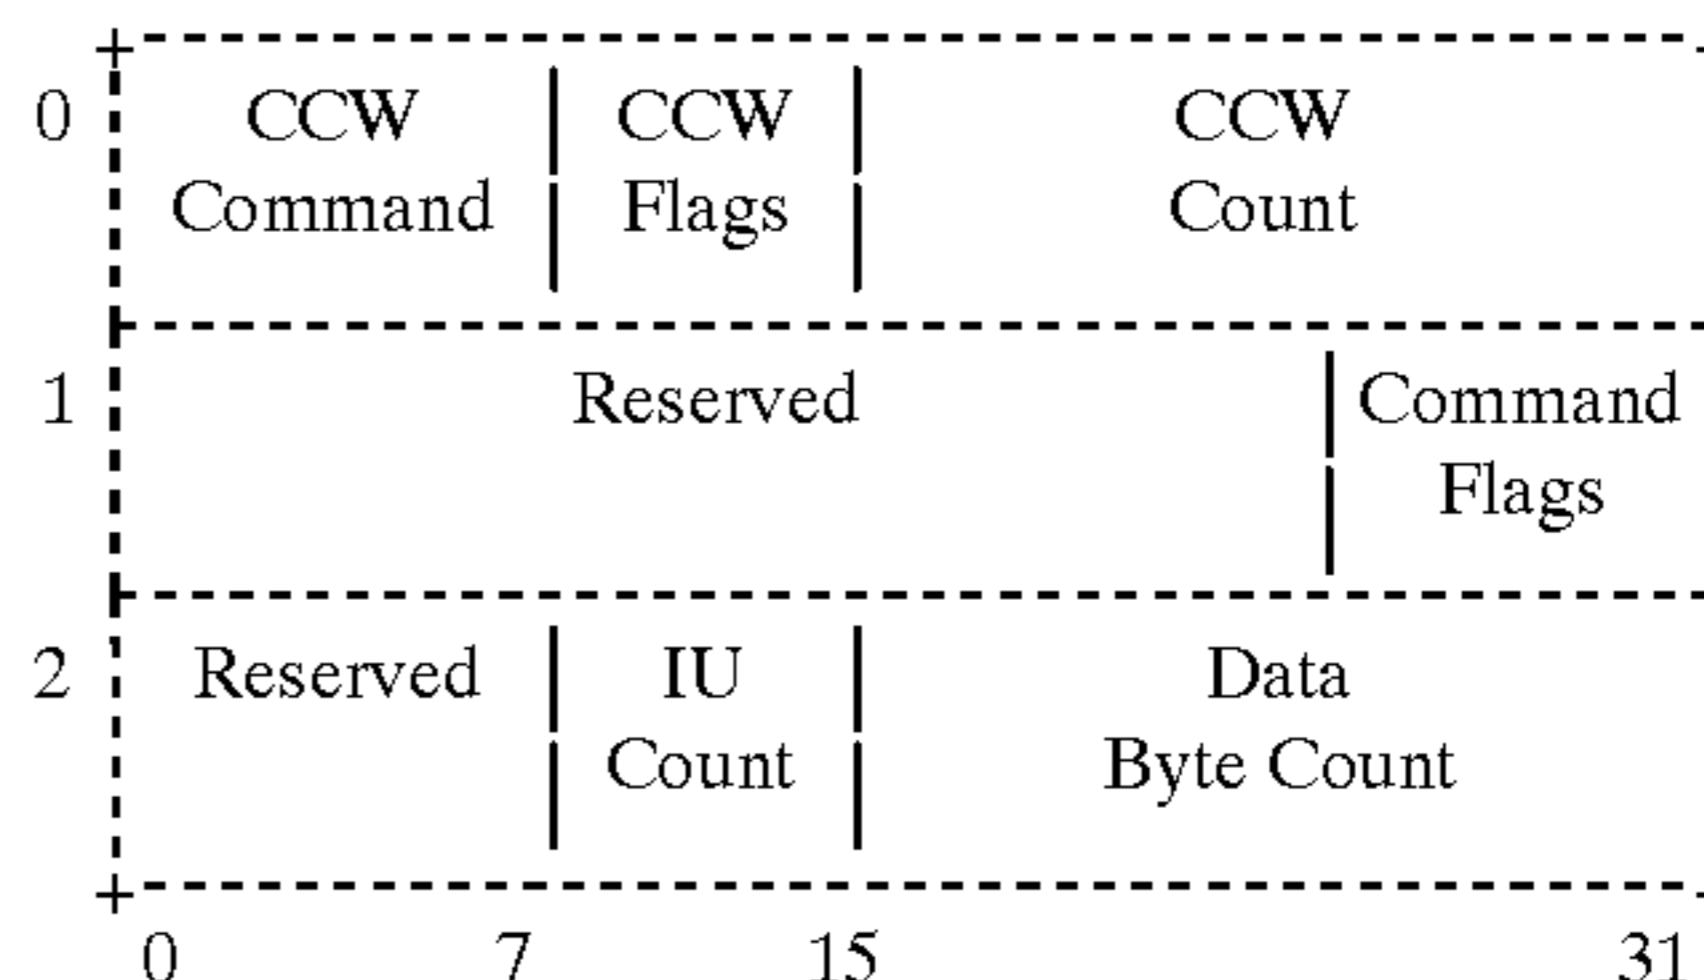 0 CCW CCW CCW
Command Flags Count
1 Reserved Command
Flags
2 Reserved IU Data
Count Byte Count
0 7 15 31